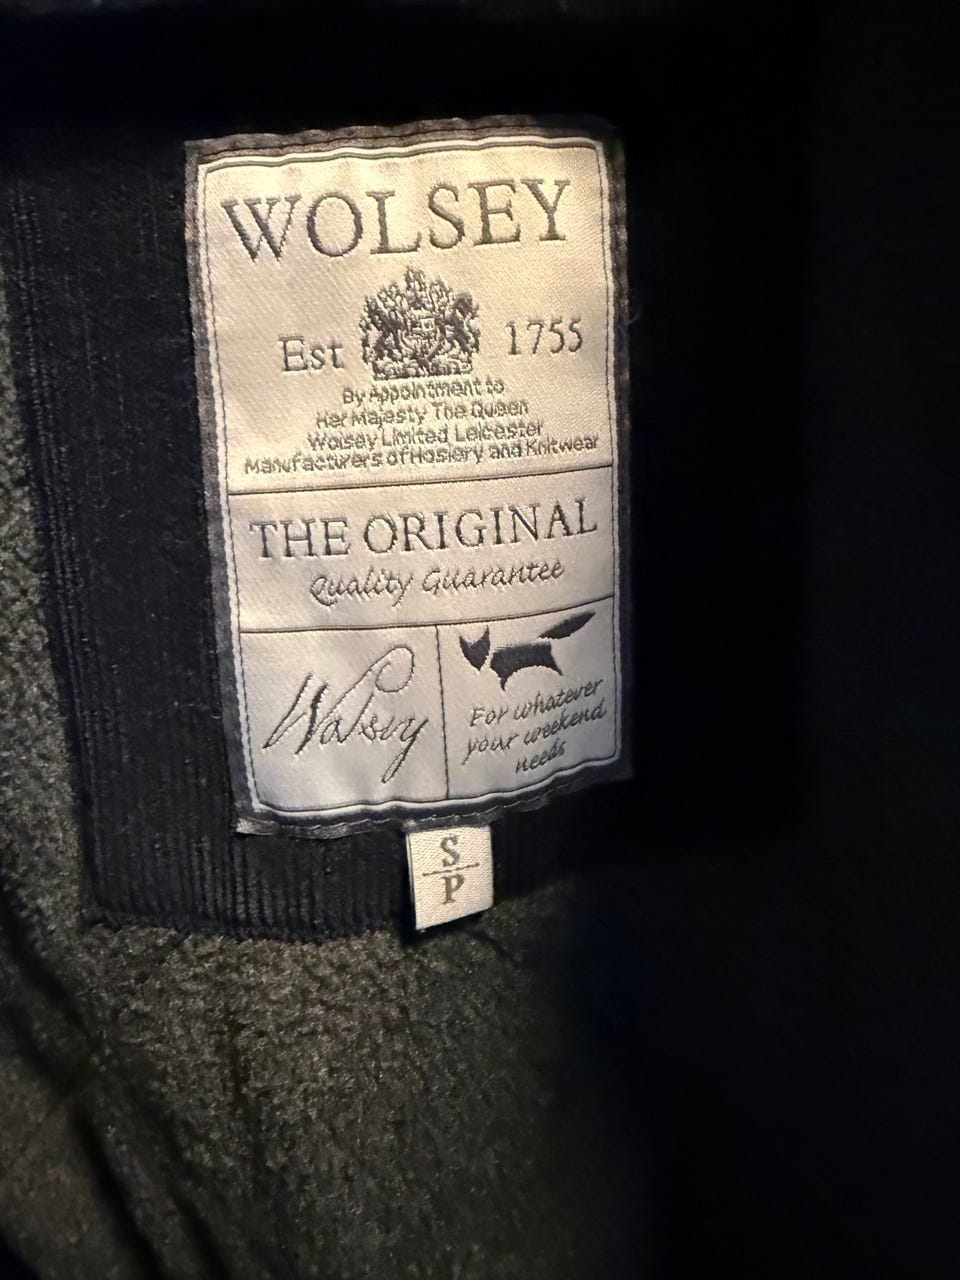 WOLSEY
Est 1755
By Appointment to
Her Majesty The Queen
Wolsey Limited Leicester
Manufacturers of Hosiery and Knitwear
THE ORIGINAL
Quality Guarantee
Wolsey
For whatever
your weekend
needs
S
P